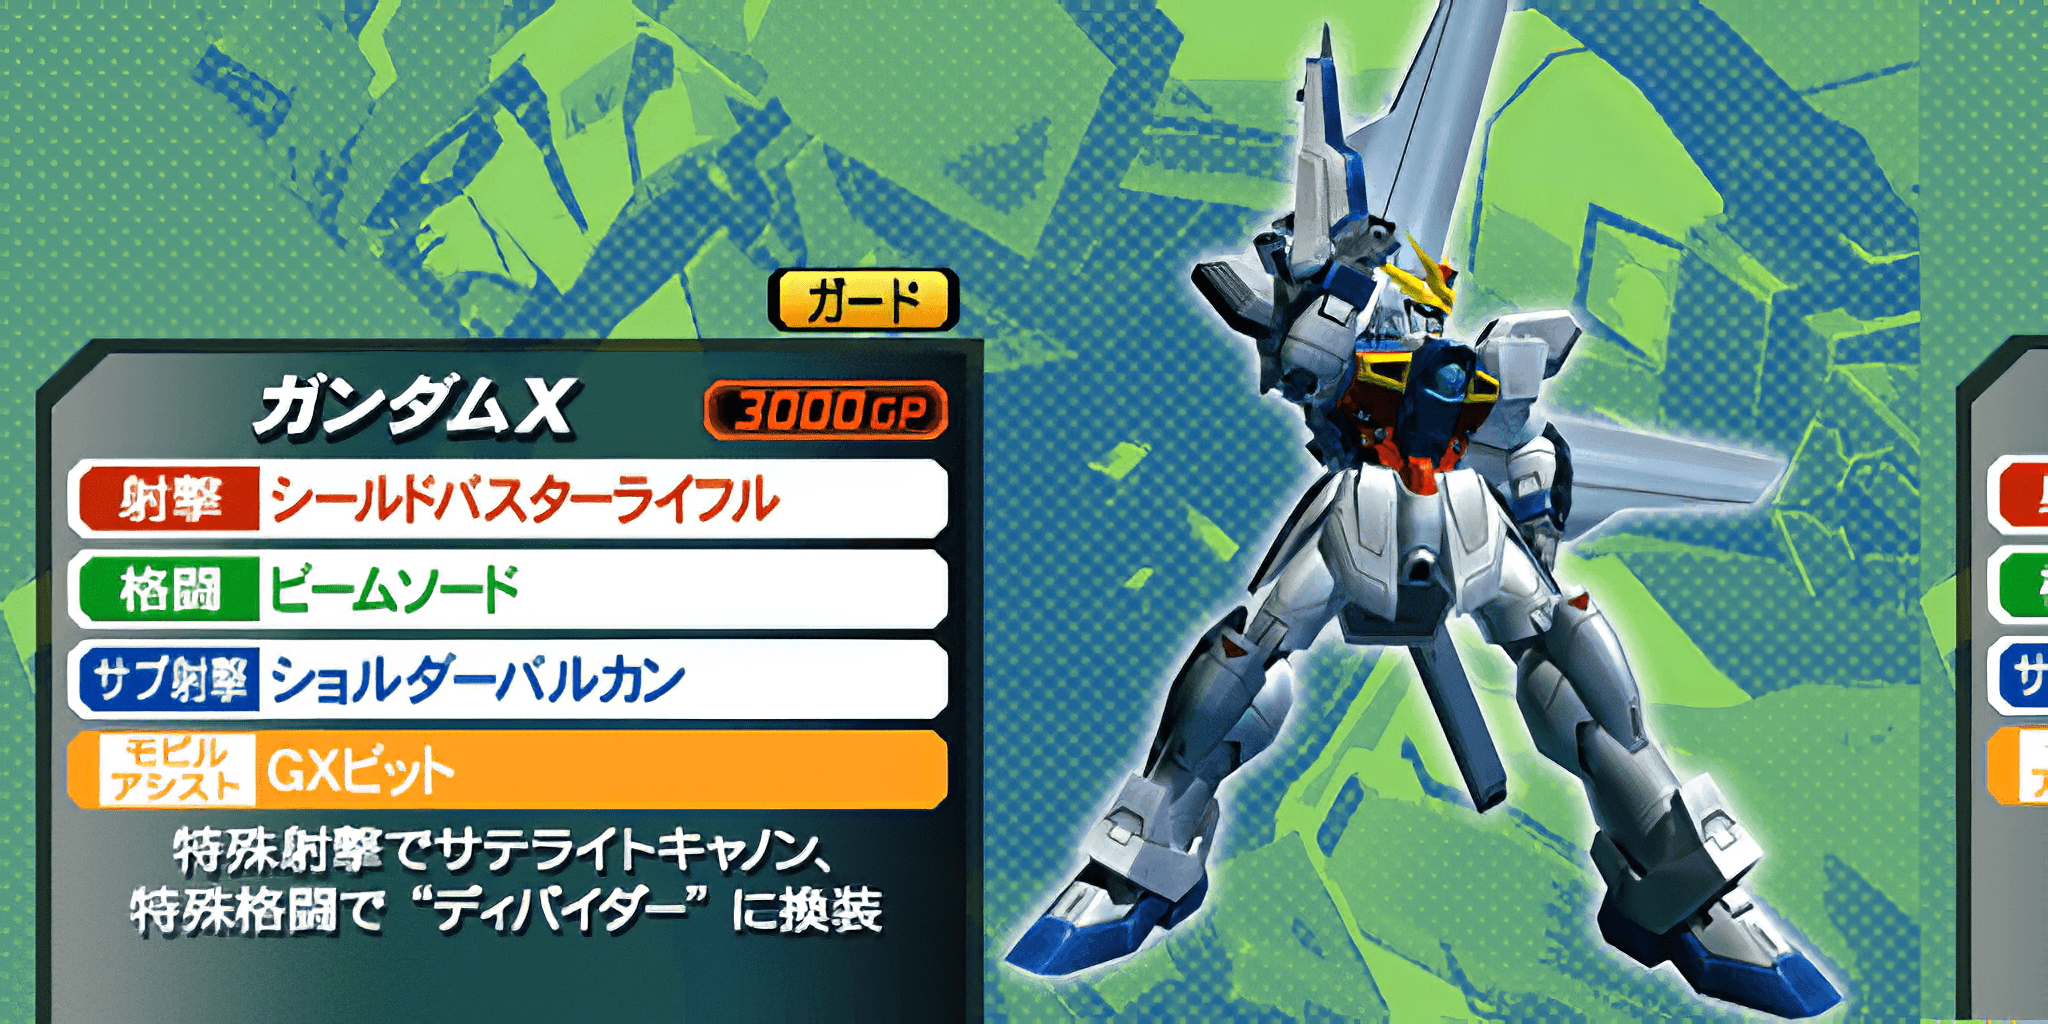 ガード
ガンダムX 3000GP
射撃 シールドバスターライフル
格闘 ビームソード
サブ射撃 ショルダーバルカン
モビル
アシスト GXビット
特殊射撃でサテライトキャノン、
特殊格闘で“ディバイダー”に換装
サ